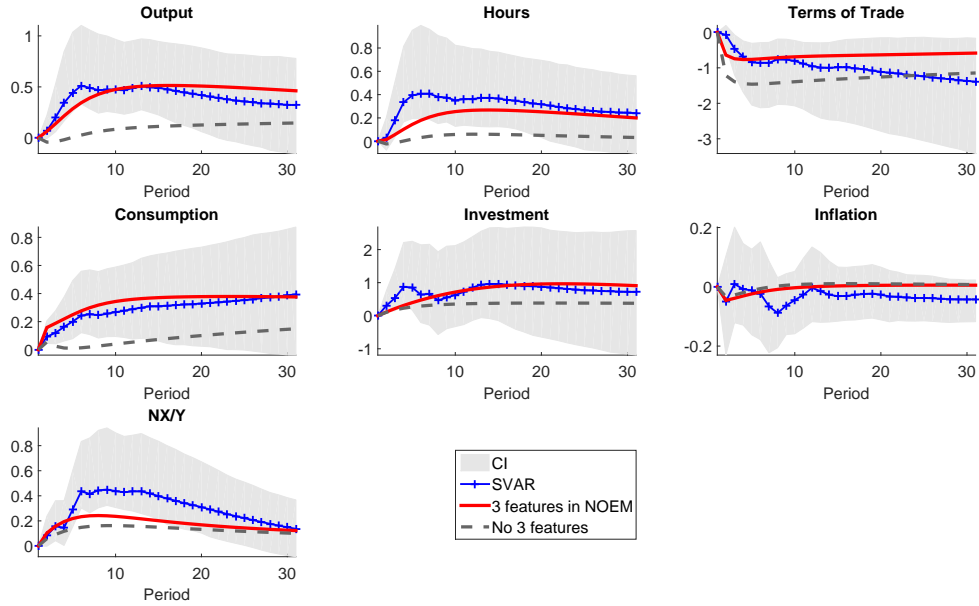 Output
1
0.5
0
10 20 30
Period
Hours
0.8
0.6
0.4
0.2
0
10 20 30
Period
Terms of Trade
0
-1
-2
-3
10 20 30
Period
Consumption
0.8
0.6
0.4
0.2
0
10 20 30
Period
Investment
2
1
0
-1
10 20 30
Period
Inflation
0.2
0
-0.2
10 20 30
Period
NX/Y
0.8
0.6
0.4
0.2
0
10 20 30
Period
CI
SVAR
3 features in NOEM
No 3 features